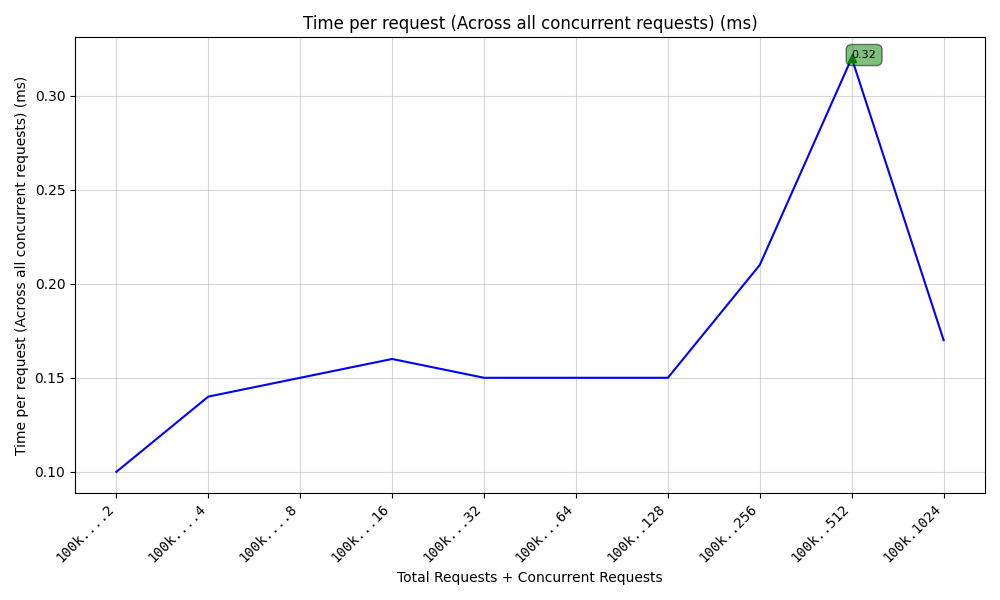 Time per request (Across all concurrent requests) (ms)
Time per request (Across all concurrent requests) (ms)
0.32
0.30
0.25
0.20
0.15
0.10
100k....2
100k....4
100k....8
100k...16
100k...32
100k...64
100k..128
100k..256
100k..512
100k.1024
Total Requests + Concurrent Requests